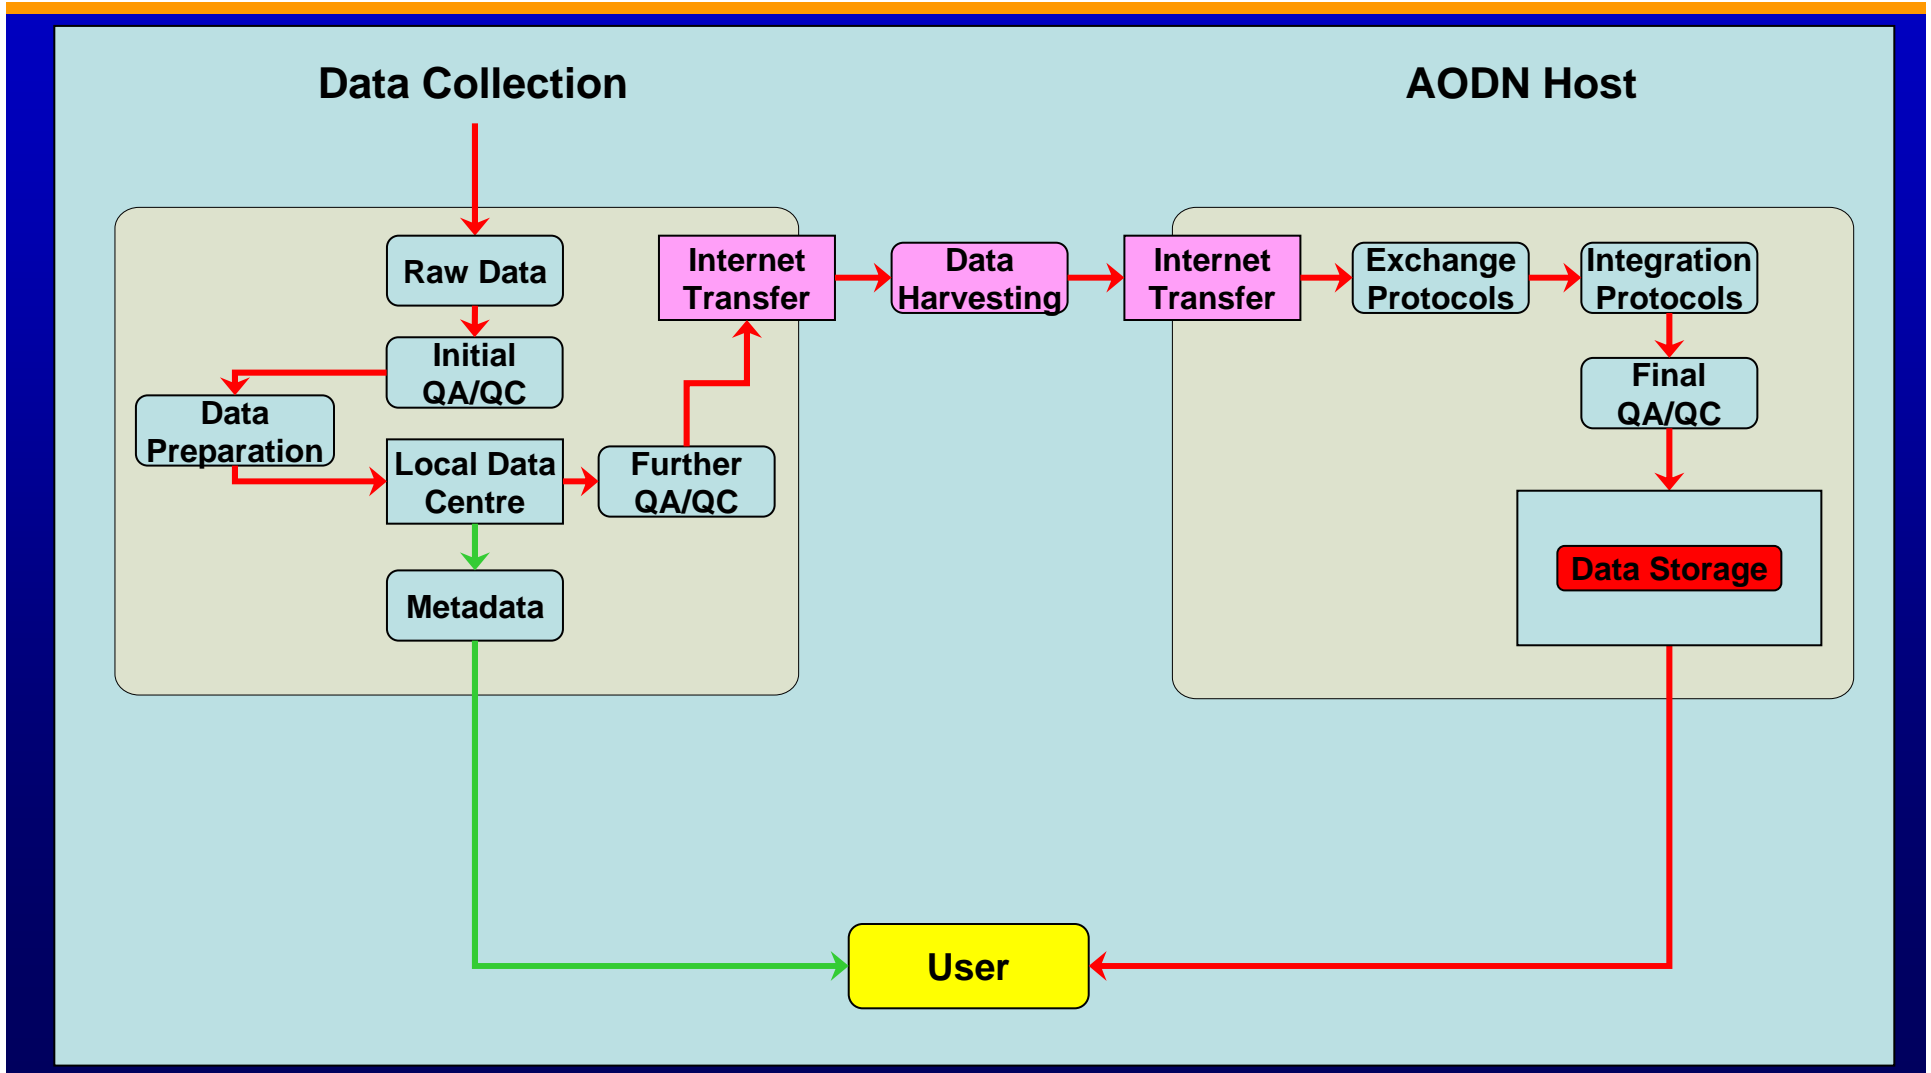 Data Collection
AODN Host
Raw Data
Initial
QA/QC
Data
Preparation
Local Data
Centre
Further
QA/QC
Metadata
Internet
Transfer
Data
Harvesting
Internet
Transfer
Exchange
Protocols
Integration
Protocols
Final
QA/QC
Data Storage
User